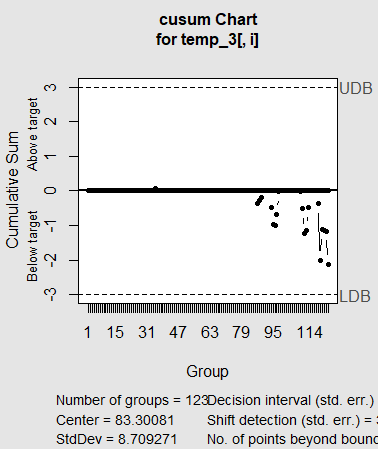 cusum Chart
for temp_3[, i]
Cumulative Sum
Above target
Below target
3
2
1
0
-1
-2
-3
UDB
LDB
1 15 31 47 63 79 95 114
Group
Number of groups = 123
Decision interval (std. err.)
Center = 83.30081
Shift detection (std. err.) =
StdDev = 8.709271
No. of points beyond